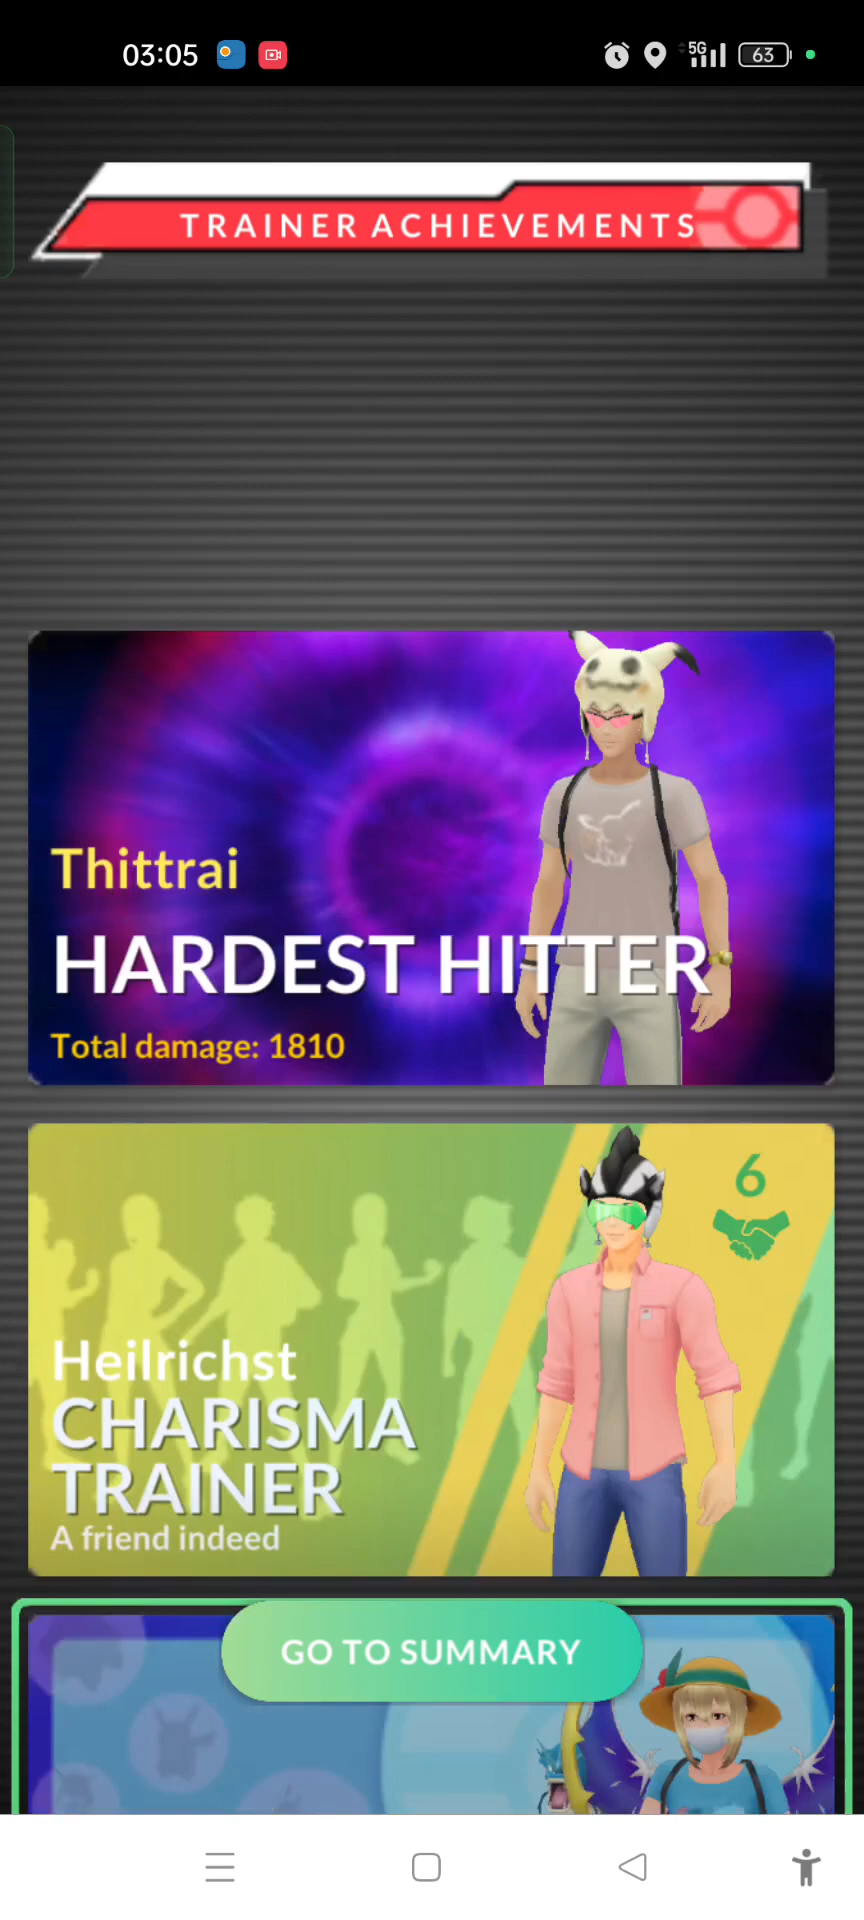 03:05
5G
63
TRAINER ACHIEVEMENTS
Thittrai
HARDEST HITTER
Total damage: 1810
6
Heilrichst
CHARISMA
TRAINER
A friend indeed
GO TO SUMMARY